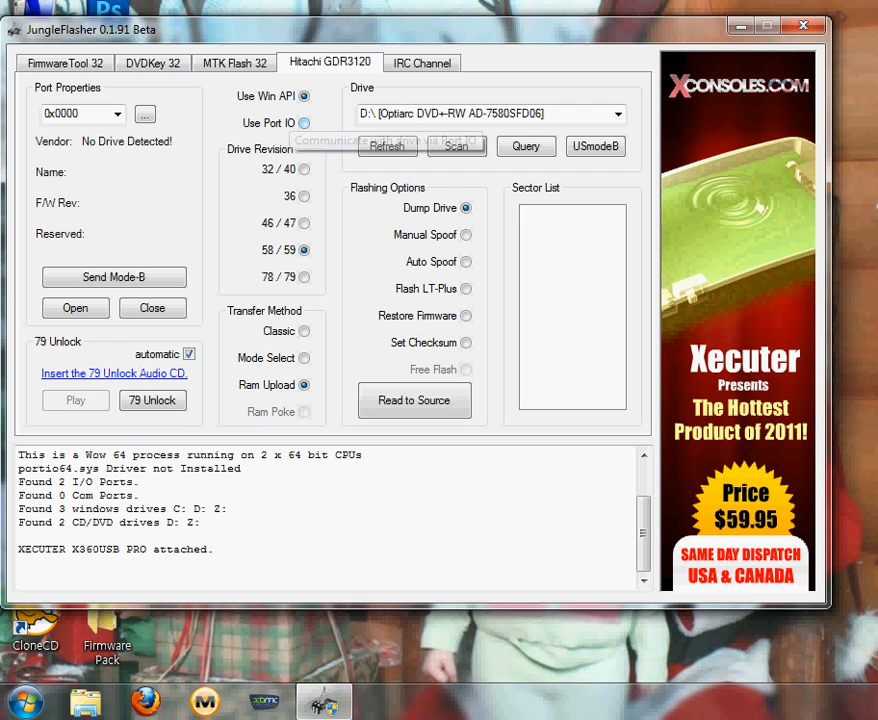 Ps
JungleFlasher 0.1.91 Beta
FirmwareTool 32
DVDKey 32
MTK Flash 32
Hitachi GDR3120
IRC Channel
Port Properties
0x0000
...
Vendor: No Drive Detected!
Name:
F/W Rev:
Reserved:
Send Mode-B
Open
Close
79 Unlock
automatic
Insert the 79 Unlock Audio CD.
Play
79 Unlock
Use Win API
Use Port IO
Communicate with drive via Port IO
Drive Revision
32 / 40
36
46 / 47
58 / 59
78 / 79
Transfer Method
Classic
Mode Select
Ram Upload
Ram Poke
Drive
D:\ [Optiarc DVD+-RW AD-7580SFD06]
Refresh
Scan
Query
USmodeB
Flashing Options
Dump Drive
Manual Spoof
Auto Spoof
Flash LT-Plus
Restore Firmware
Set Checksum
Free Flash
Read to Source
Sector List
This is a Wow 64 process running on 2 x 64 bit CPUs
portio64.sys Driver not Installed
Found 2 I/O Ports.
Found 0 Com Ports.
Found 3 windows drives C: D: Z:
Found 2 CD/DVD drives D: Z:
XECUTER X360USB PRO attached.
XCONSOLES.COM
Xecuter
Presents
The Hottest
Product of 2011!
Price
$59.95
SAME DAY DISPATCH
USA & CANADA
CloneCD
Firmware
Pack
M
xbmc